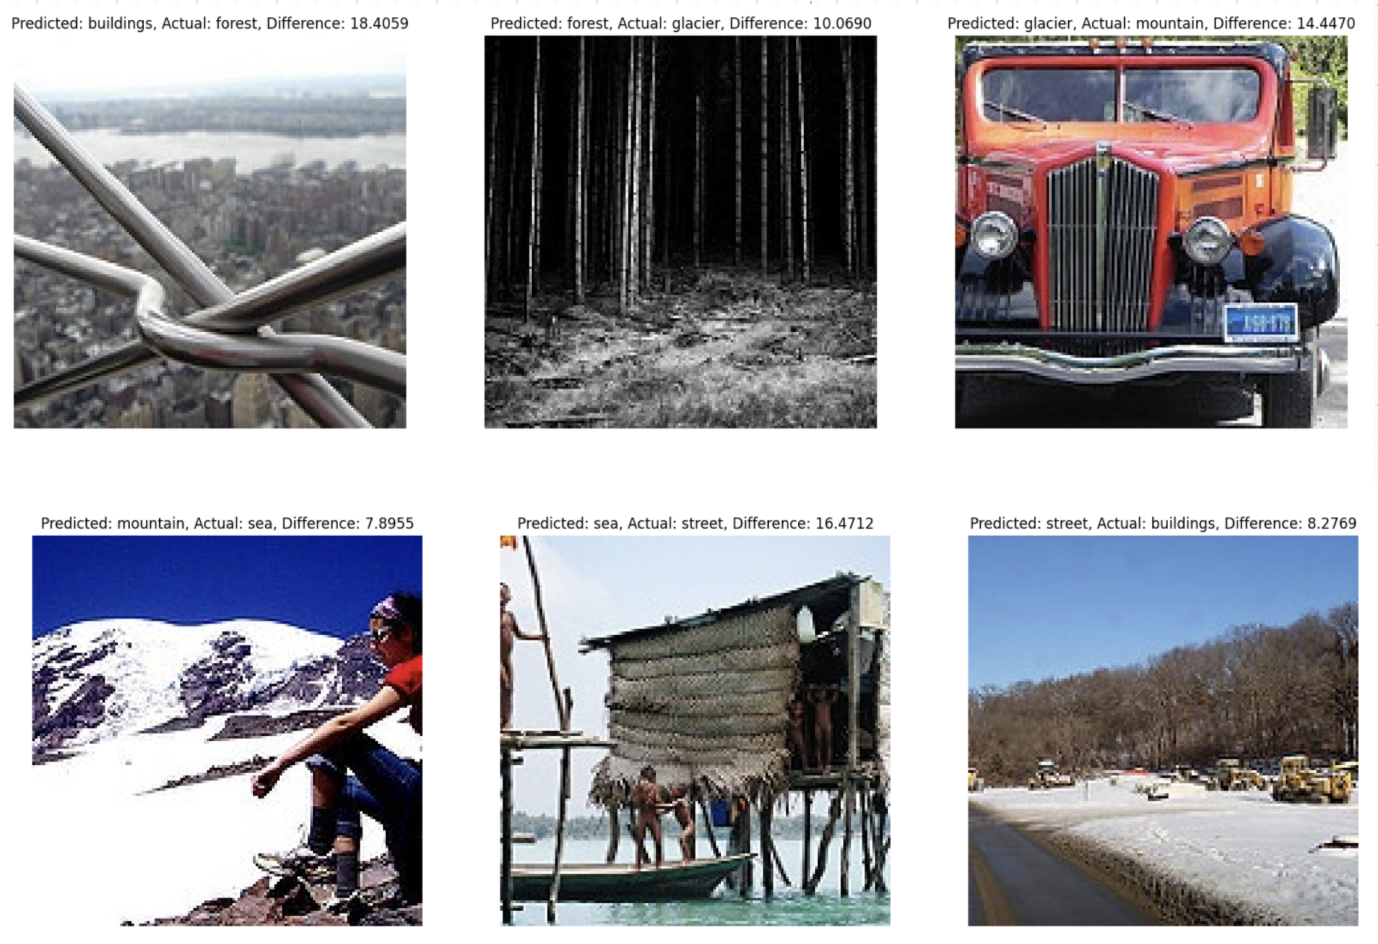 Predicted: buildings, Actual: forest, Difference: 18.4059
Predicted: forest, Actual: glacier, Difference: 10.0690
Predicted: glacier, Actual: mountain, Difference: 14.4470
Predicted: mountain, Actual: sea, Difference: 7.8955
Predicted: sea, Actual: street, Difference: 16.4712
Predicted: street, Actual: buildings, Difference: 8.2769